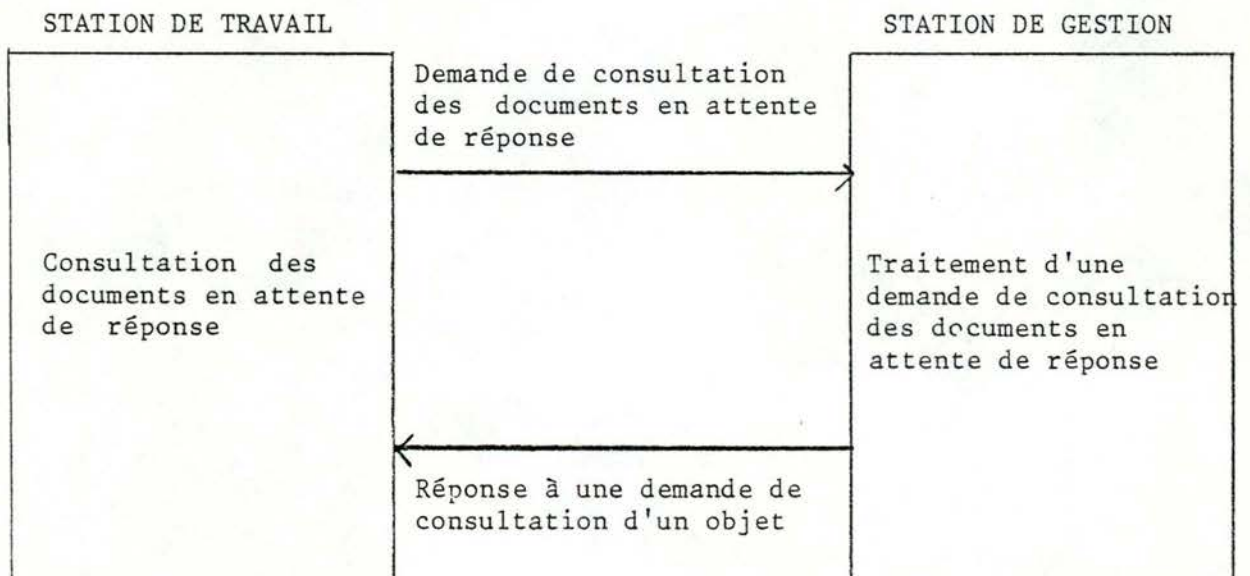 STATION DE TRAVAIL
STATION DE GESTION
Demande de consultation
des documents en attente
de réponse
Consultation des
documents en attente
de réponse
Traitement d'une
demande de consultation
des documents en
attente de réponse
Réponse à une demande de
consultation d'un objet